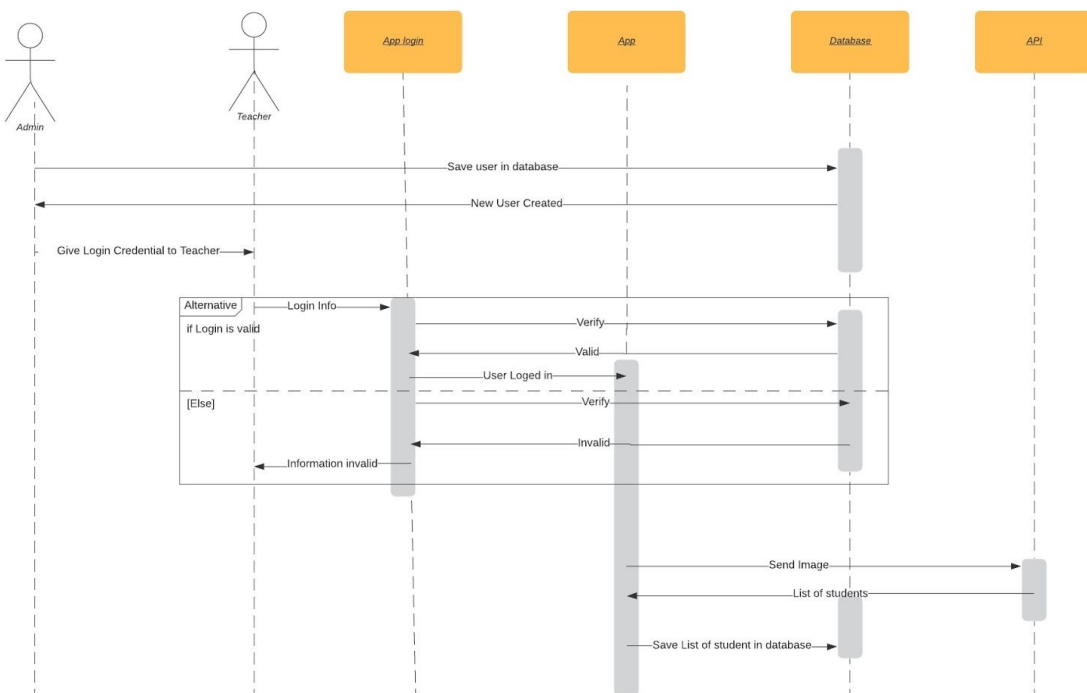 App login
App
Database
API
Admin
Teacher
Save user in database
New User Created
Give Login Credential to Teacher
Alternative
Login Info
if Login is valid
Verify
Valid
User Loged in
[Else]
Verify
Invalid
Information invalid
Send Image
List of students
Save List of student in database